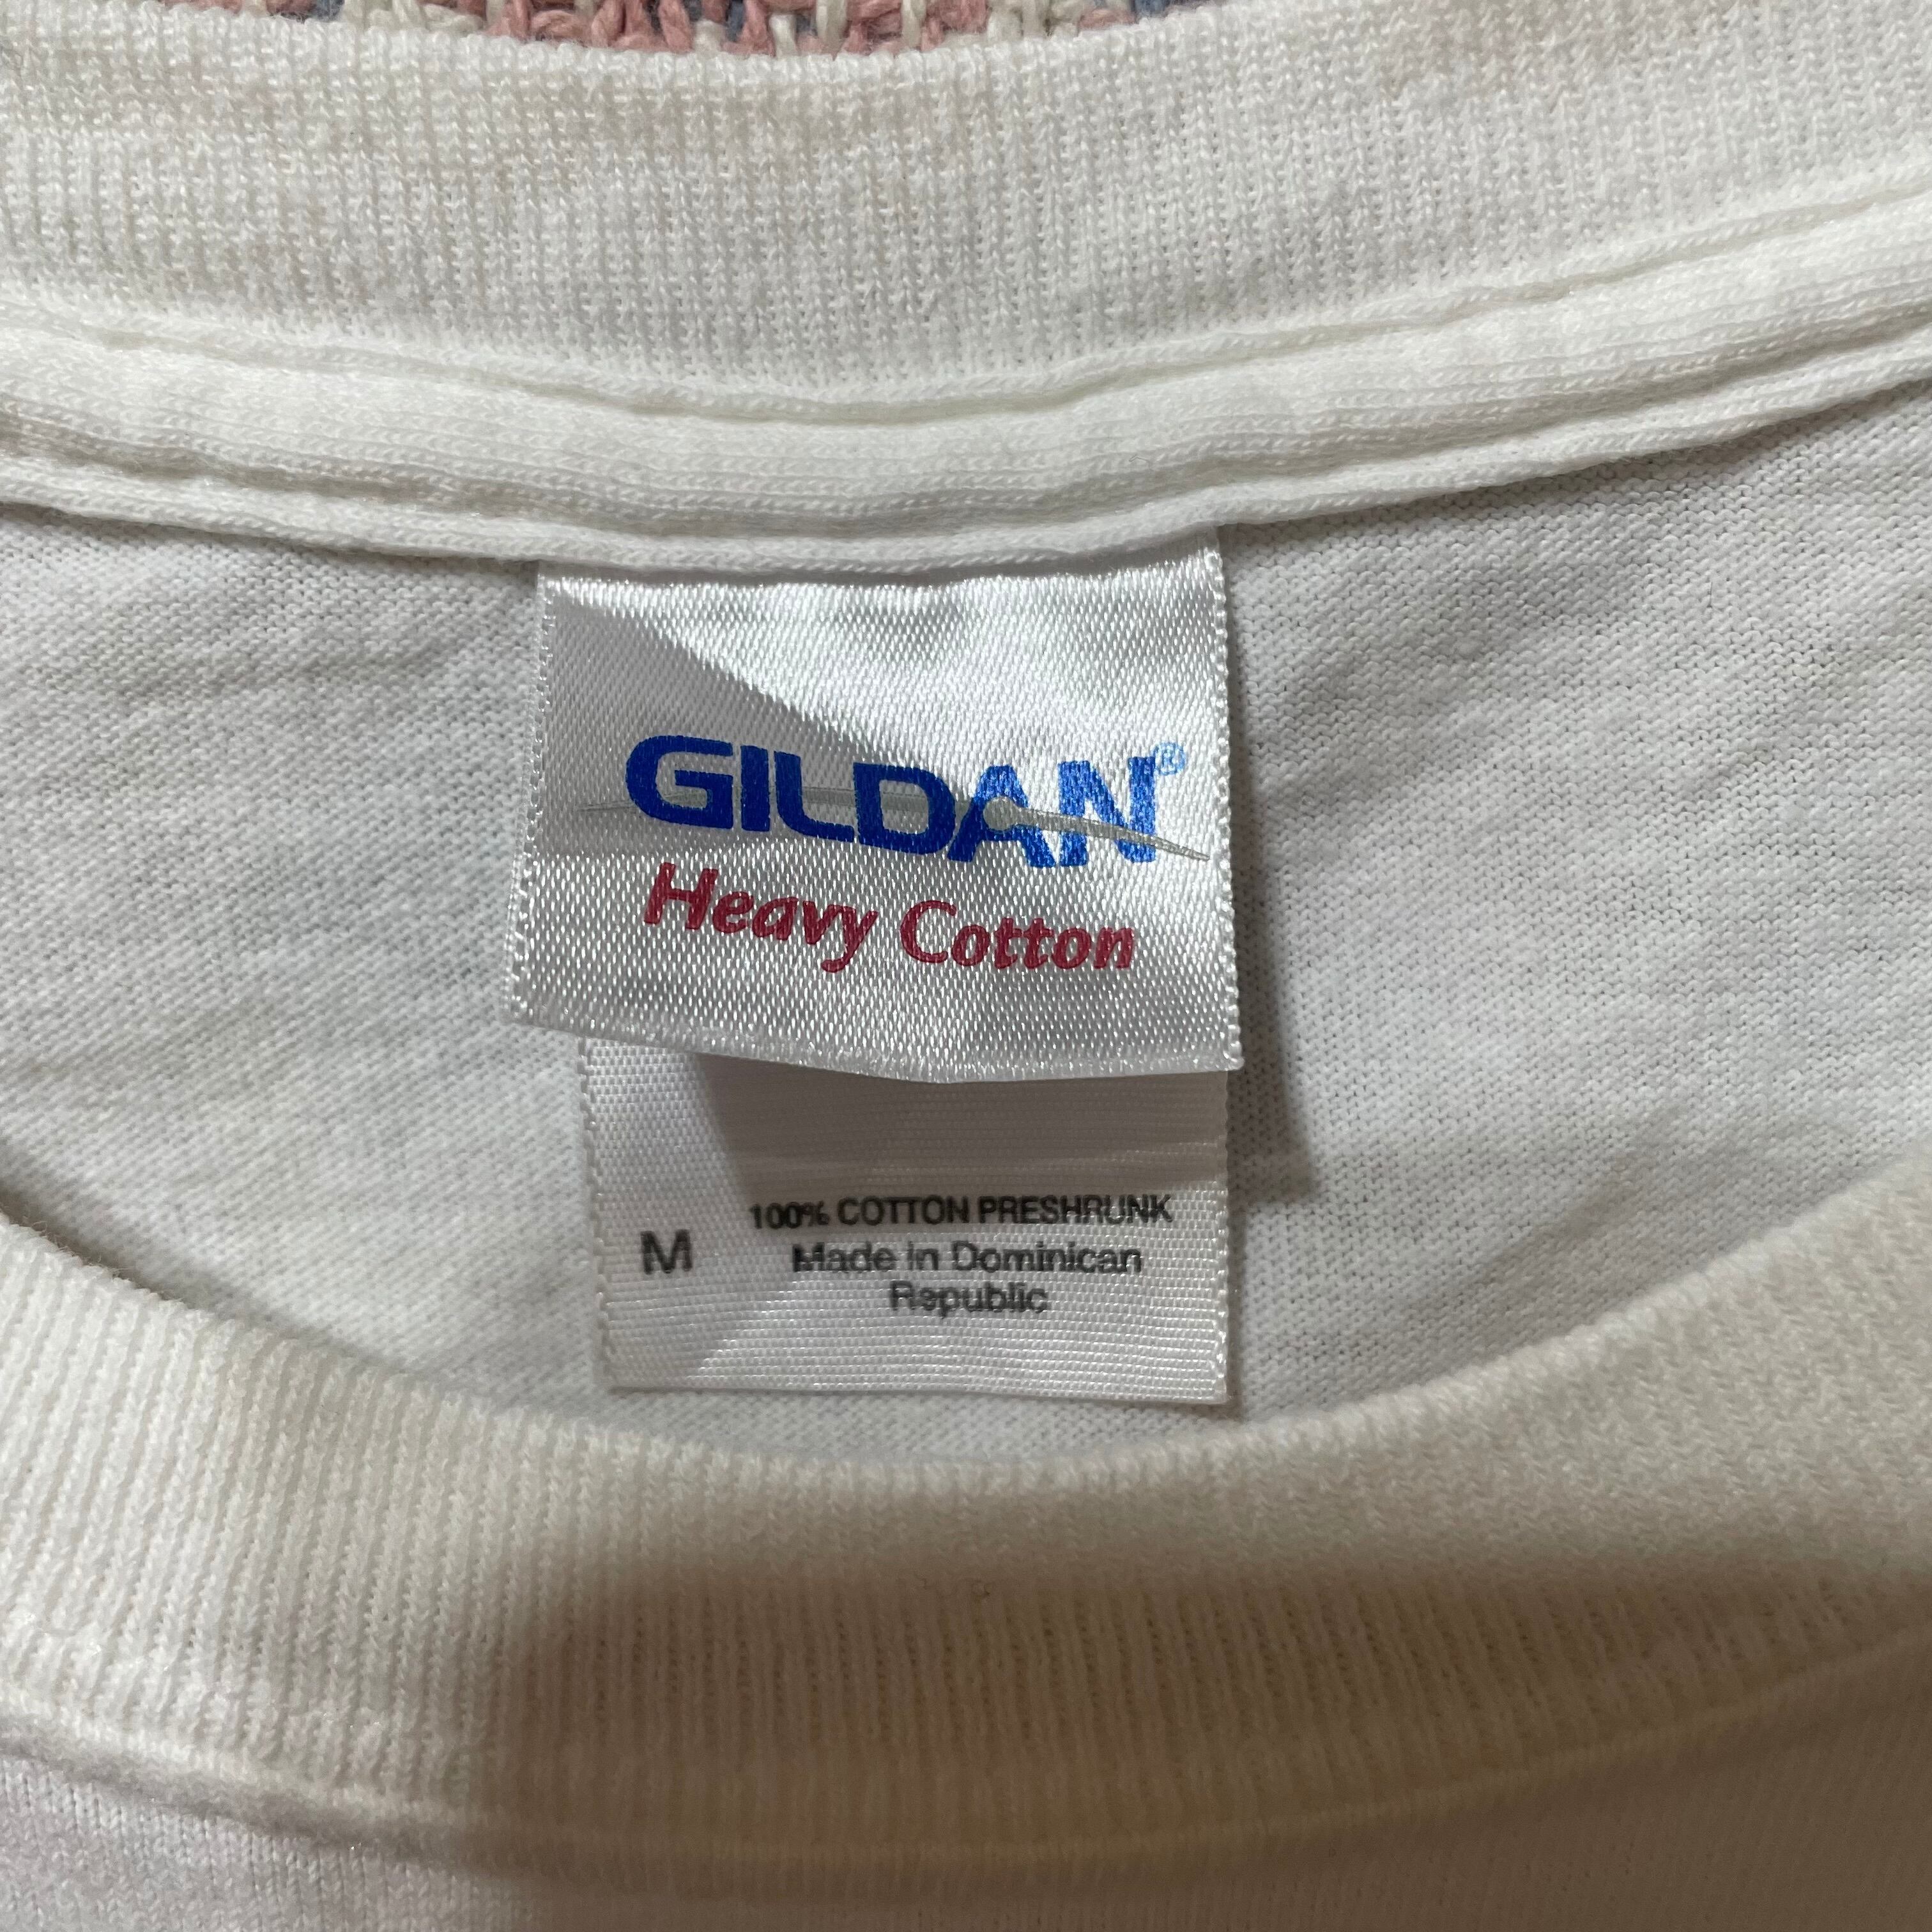 GILDAN®
Heavy Cotton
M
100% COTTON PRESHRUNK
Made in Dominican
Republic